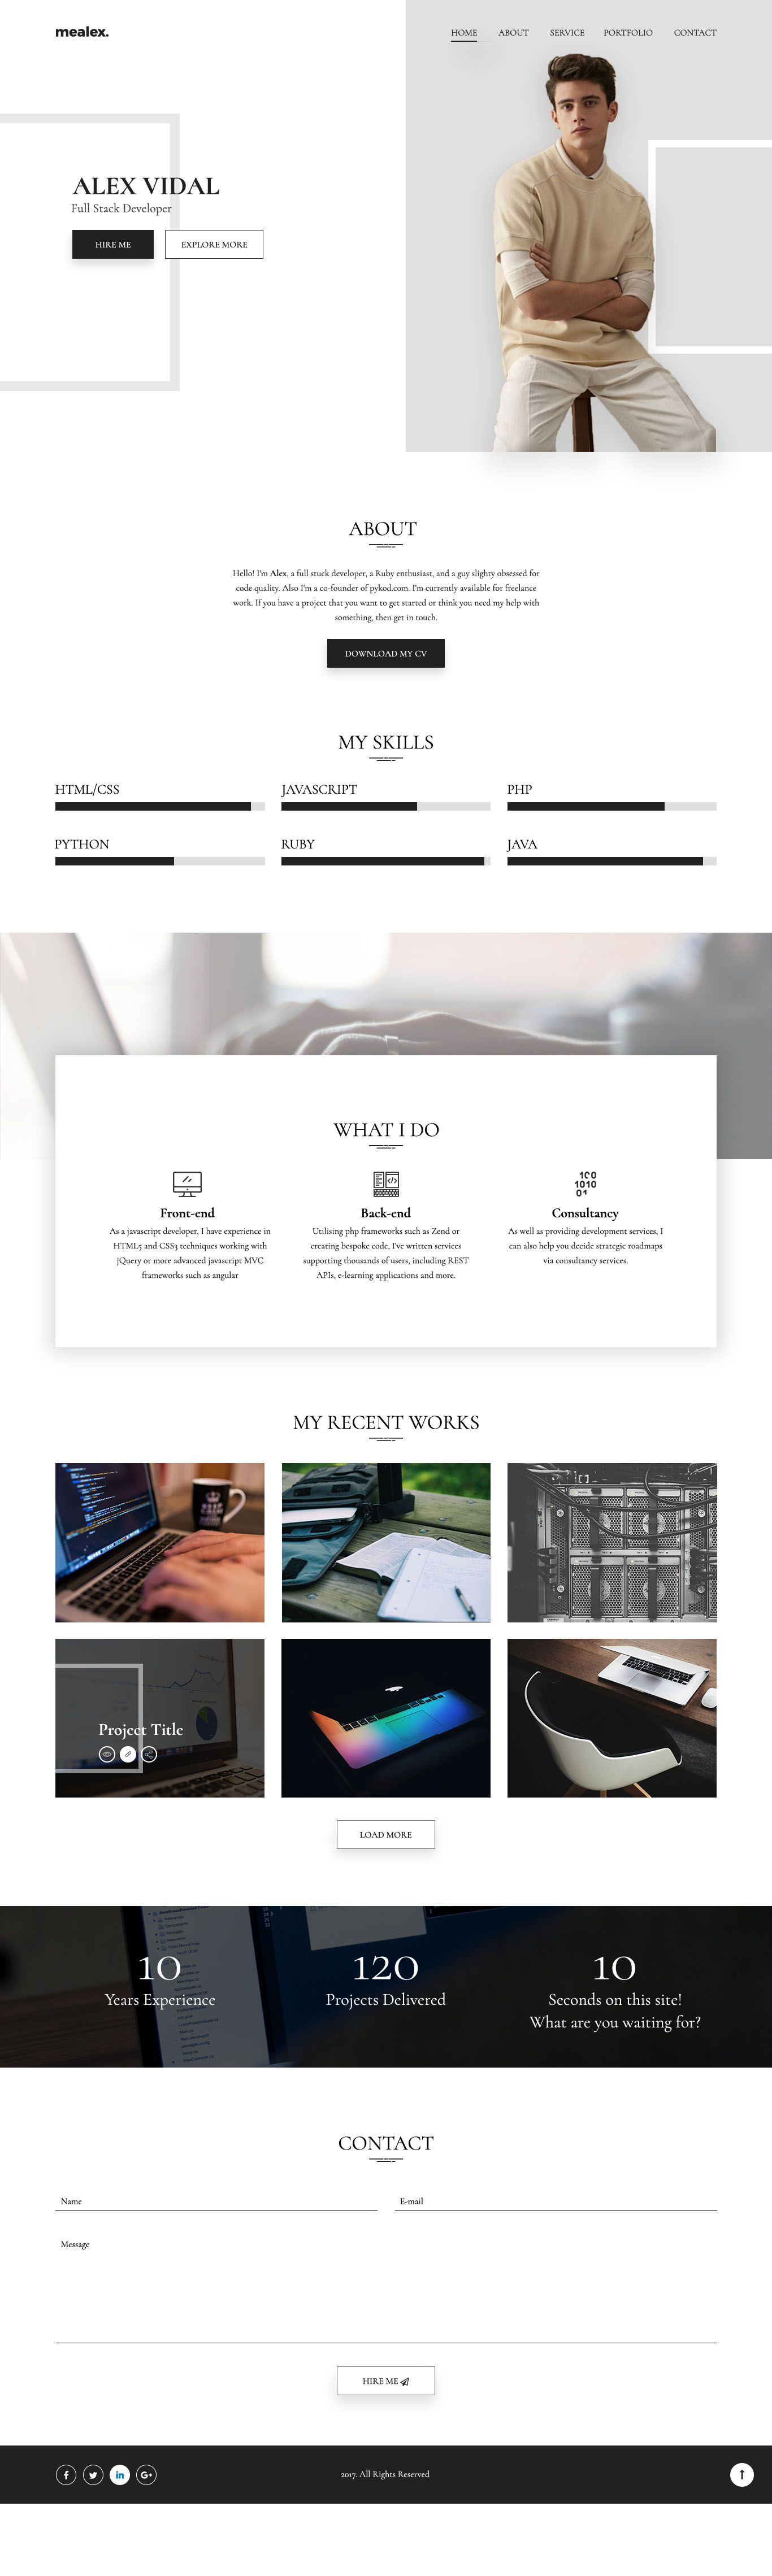 mealex.
HOME ABOUT SERVICE PORTFOLIO CONTACT
ALEX VIDAL
Full Stack Developer
HIRE ME EXPLORE MORE
ABOUT
Hello! I'm Alex, a full stuck developer, a Ruby enthusiast, and a guy slighty obsessed for
code quality. Also I'm a co-founder of pykod.com. I'm currently available for freelance
work. If you have a project that you want to get started or think you need my help with
something, then get in touch.
DOWNLOAD MY CV
MY SKILLS
HTML/CSS JAVASCRIPT PHP
PYTHON RUBY JAVA
WHAT I DO
100
1010
01
Front-end
As a javascript developer, I have experience in
HTML5 and CSS3 techniques working with
jQuery or more advanced javascript MVC
frameworks such as angular
Back-end
Utilising php frameworks such as Zend or
creating bespoke code, I've written services
supporting thousands of users, including REST
APIs, e-learning applications and more.
Consultancy
As well as providing development services, I
can also help you decide strategic roadmaps
via consultancy services.
MY RECENT WORKS
Project Title
LOAD MORE
10
Years Experience
120
Projects Delivered
10
Seconds on this site!
What are you waiting for?
CONTACT
Name E-mail
Message
HIRE ME
2017. All Rights Reserved